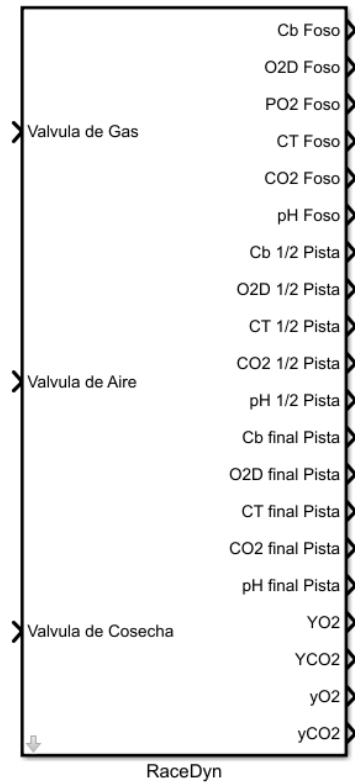 Valvula de Gas
Valvula de Aire
Valvula de Cosecha
Cb Foso
O2D Foso
PO2 Foso
CT Foso
CO2 Foso
pH Foso
Cb 1/2 Pista
O2D 1/2 Pista
CT 1/2 Pista
CO2 1/2 Pista
pH 1/2 Pista
Cb final Pista
O2D final Pista
CT final Pista
CO2 final Pista
pH final Pista
YO2
YCO2
yO2
yCO2
RaceDyn